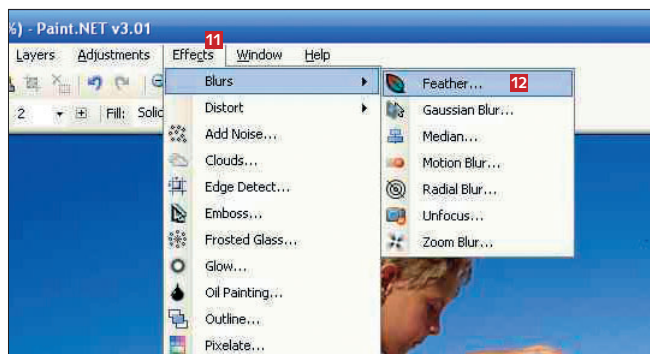 %) - Paint.NET v3.01
11
Layers Adjustments Effects Window Help
Blurs
Feather... 12
2 Fill: Solid
Distort
Gaussian Blur...
Add Noise...
Median...
Clouds...
Motion Blur...
Edge Detect...
Radial Blur...
Emboss...
Unfocus...
Frosted Glass...
Zoom Blur...
Glow...
Oil Painting...
Outline...
Pixelate...